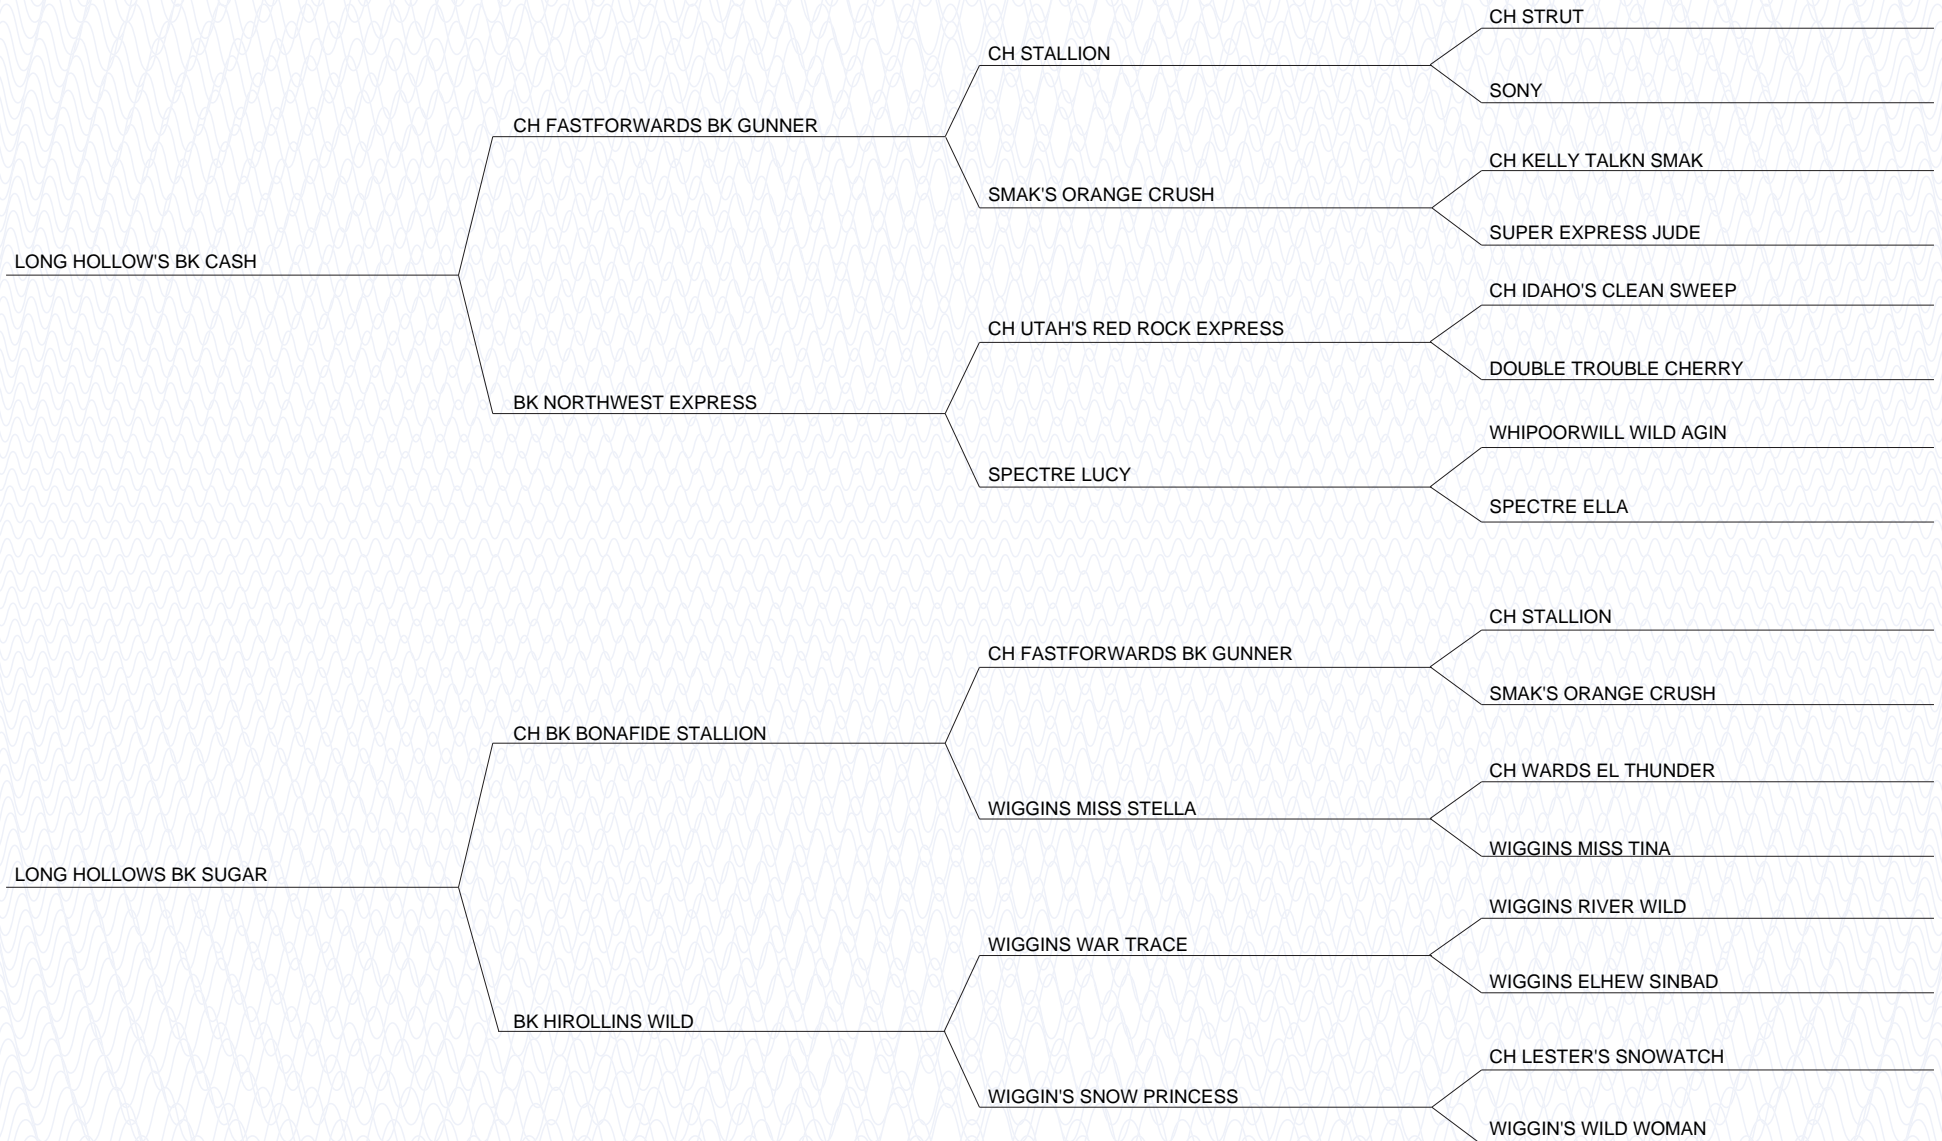 CH STRUT
CH STALLION
SONY
CH FASTFORWARDS BK GUNNER
CH KELLY TALKN SMAK
SMAK'S ORANGE CRUSH
SUPER EXPRESS JUDE
LONG HOLLOW'S BK CASH
CH IDAHO'S CLEAN SWEEP
CH UTAH'S RED ROCK EXPRESS
DOUBLE TROUBLE CHERRY
BK NORTHWEST EXPRESS
WHIPOORWILL WILD AGIN
SPECTRE LUCY
SPECTRE ELLA
CH STALLION
CH FASTFORWARDS BK GUNNER
SMAK'S ORANGE CRUSH
CH BK BONAFIDE STALLION
CH WARDS EL THUNDER
WIGGINS MISS STELLA
WIGGINS MISS TINA
LONG HOLLOWS BK SUGAR
WIGGINS RIVER WILD
WIGGINS WAR TRACE
WIGGINS ELHEW SINBAD
BK HIROLLINS WILD
CH LESTER'S SNOWATCH
WIGGIN'S SNOW PRINCESS
WIGGIN'S WILD WOMAN